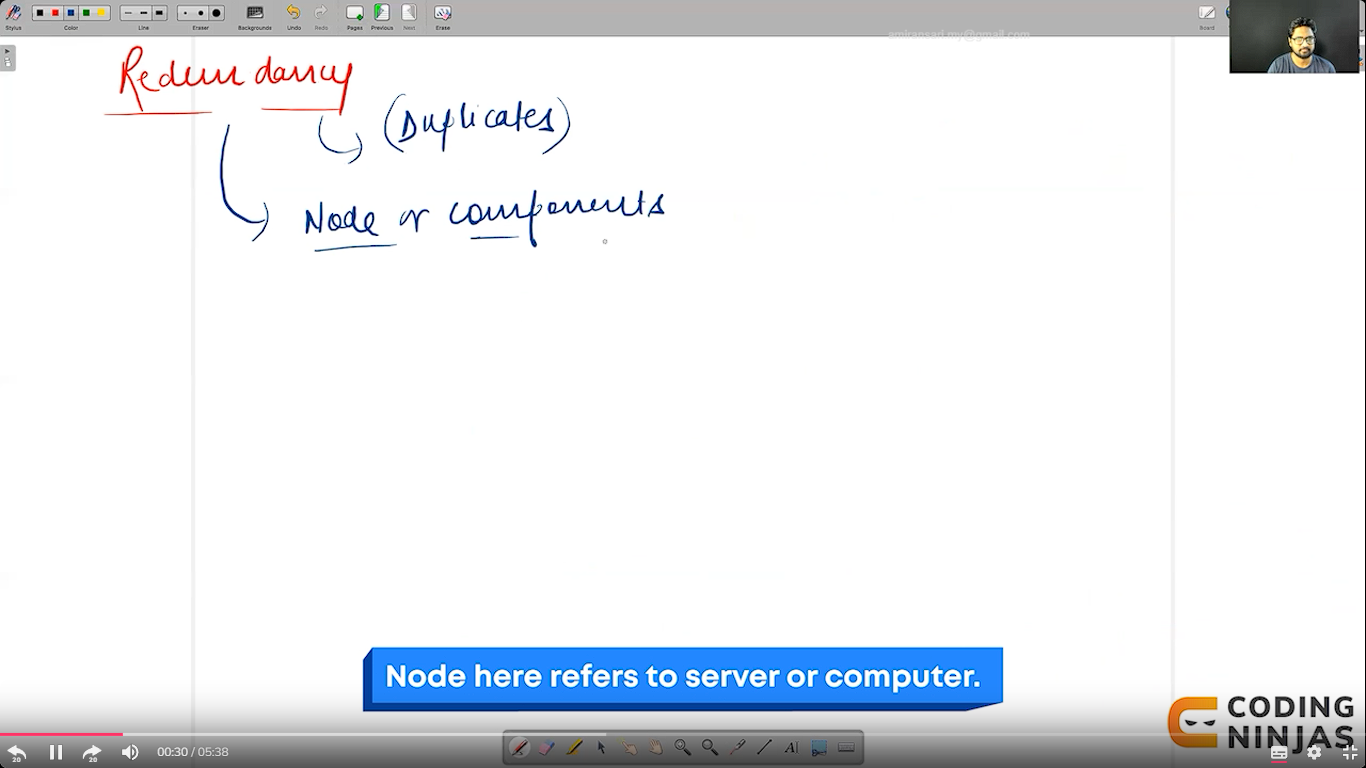 Stylus Color Line Eraser Backgrounds Undo Redo Pages Previous Next Erase Board
amiransad.my@gmail.com
Redundancy
(Duplicates)
Node or components
Node here refers to server or computer.
CODING
NINJAS
20 20 00:30 / 05:38